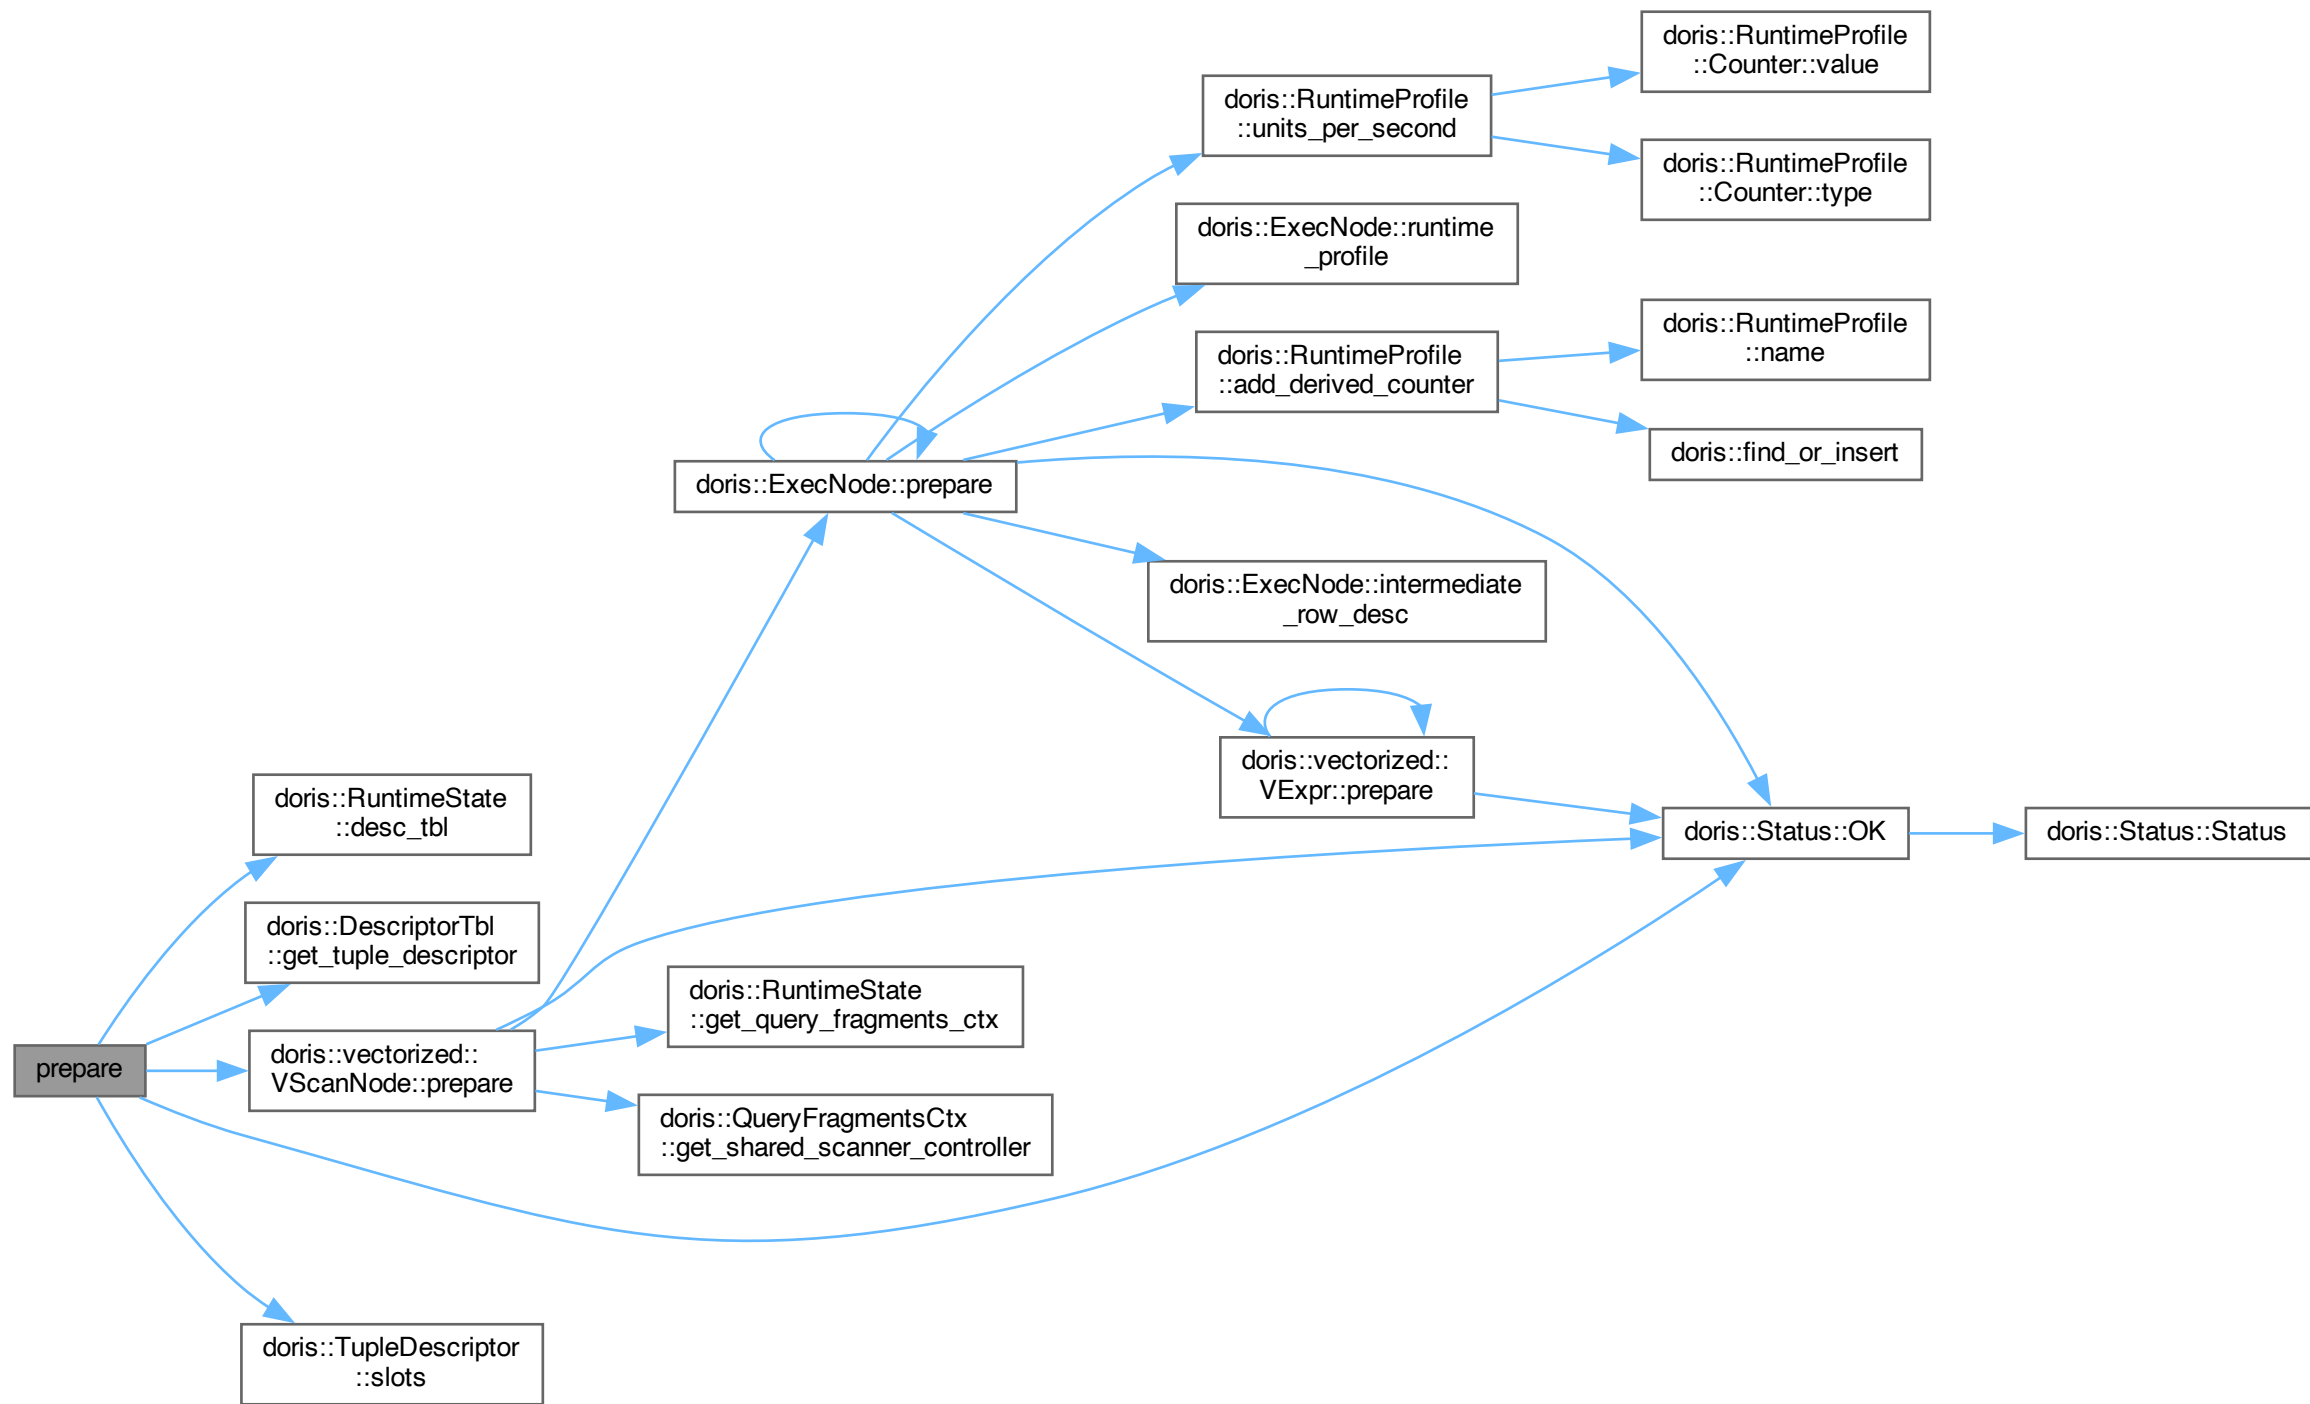 doris::RuntimeProfile
::Counter::value
doris::RuntimeProfile
::units_per_second
doris::RuntimeProfile
::Counter::type
doris::ExecNode::runtime
_profile
doris::RuntimeProfile
::name
doris::RuntimeProfile
::add_derived_counter
doris::find_or_insert
doris::ExecNode::prepare
doris::ExecNode::intermediate
_row_desc
doris::vectorized::
VExpr::prepare
doris::RuntimeState
::desc_tbl
doris::Status::OK
doris::Status::Status
doris::DescriptorTbl
::get_tuple_descriptor
doris::RuntimeState
::get_query_fragments_ctx
prepare
doris::vectorized::
VScanNode::prepare
doris::QueryFragmentsCtx
::get_shared_scanner_controller
doris::TupleDescriptor
::slots